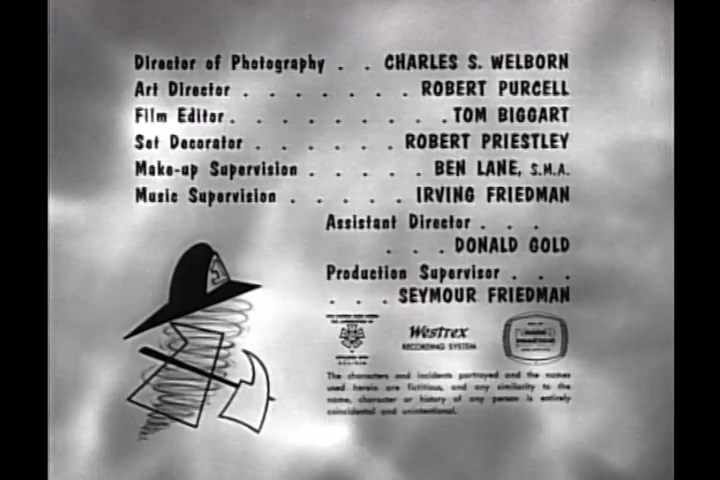 Director of Photography . . CHARLES S. WELBORN
Art Director . . . . . . . ROBERT PURCELL
Film Editor . . . . . . . . . TOM BIGGART
Set Decorator . . . . . . ROBERT PRIESTLEY
Make-up Supervision . . . . . BEN LANE, S.M.A.
Music Supervision . . . . . IRVING FRIEDMAN
Assistant Director . . .
. . . DONALD GOLD
Production Supervisor . . .
. . . SEYMOUR FRIEDMAN
Westrex
RECORDING SYSTEM
The characters and incidents portrayed and the names
used herein are fictitious, and any similarity to the
name, character or history of any person is entirely
coincidental and unintentional.